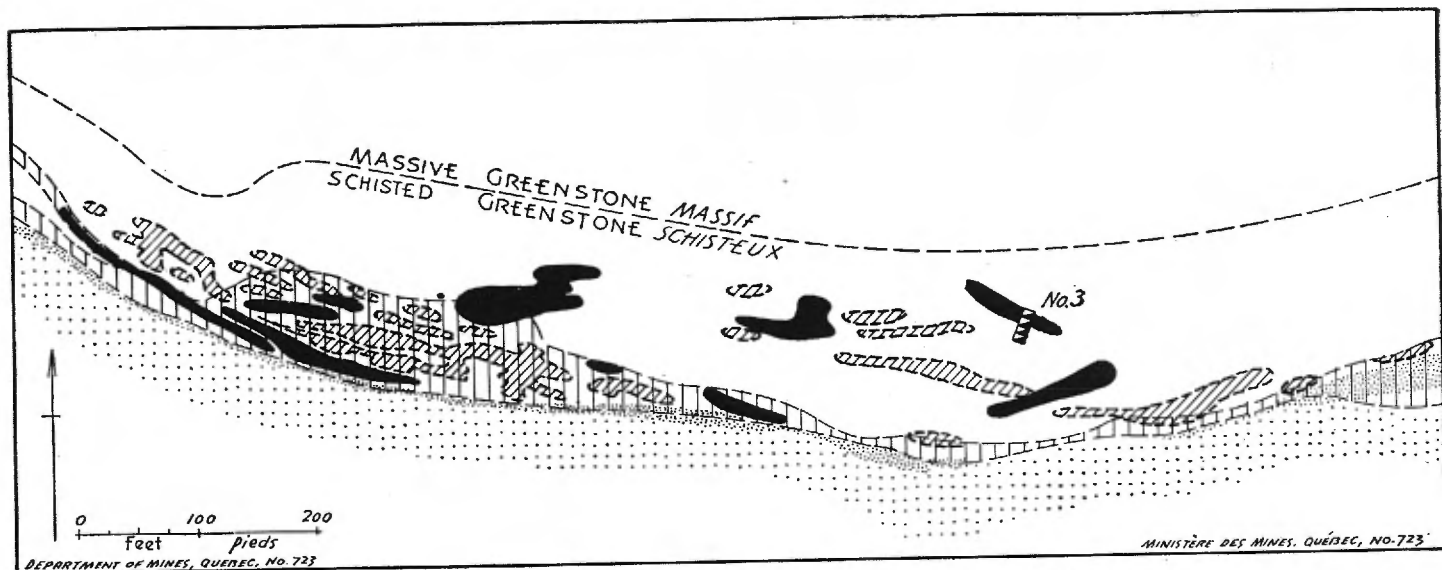 MASSIVE GREENSTONE MASSIF
SCHISTED GREENSTONE SCHISTEUX
No.3
0 100 200
feet pieds
DEPARTMENT OF MINES, QUEBEC, NO. 723
MINISTÈRE DES MINES, QUÉBEC, NO. 723